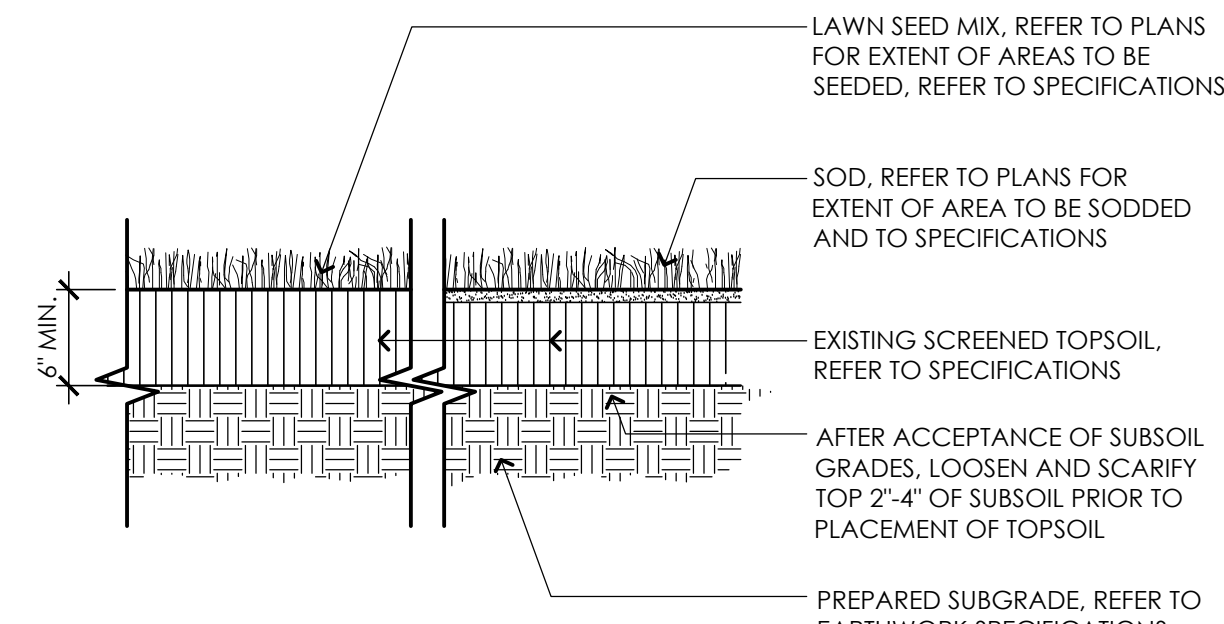 LAWN SEED MIX, REFER TO PLANS
FOR EXTENT OF AREAS TO BE
SEEDED, REFER TO SPECIFICATIONS
SOD, REFER TO PLANS FOR
EXTENT OF AREA TO BE SODDED
AND TO SPECIFICATIONS
6" MIN.
EXISTING SCREENED TOPSOIL,
REFER TO SPECIFICATIONS
AFTER ACCEPTANCE OF SUBSOIL
GRADES, LOOSEN AND SCARIFY
TOP 2"-4" OF SUBSOIL PRIOR TO
PLACEMENT OF TOPSOIL
PREPARED SUBGRADE, REFER TO
EARTHWORK SPECIFICATIONS